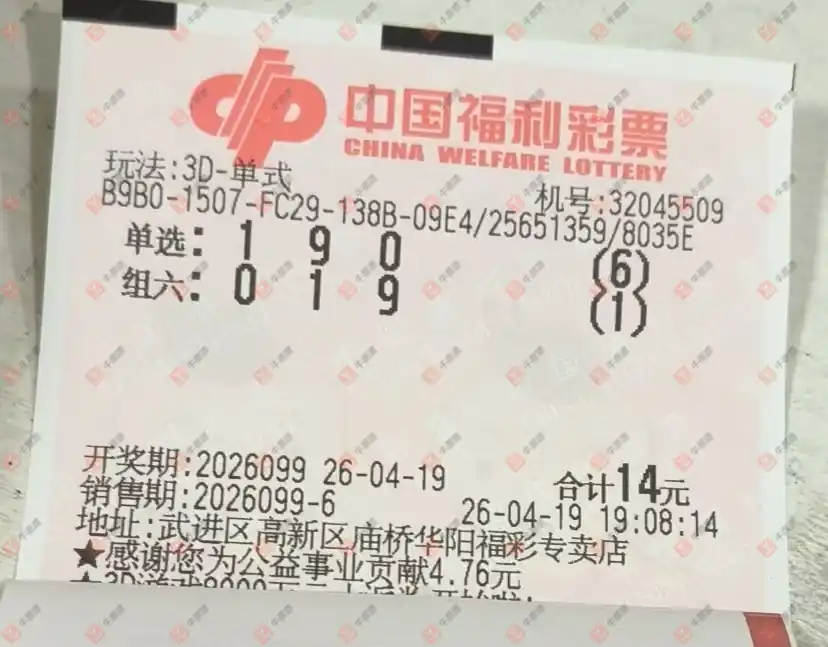 中国福利彩票
CHINA WELFARE LOTTERY
玩法:3D-单式
机号:32045509
B9B0-1507-FC29-138B-09E4/25651359/8035E
单选: 1 9 0 (6)
组六: 0 1 9 (1)
开奖期:2026099 26-04-19 合计14元
销售期:2026099-6 26-04-19 19:08:14
地址:武进区高新区庙桥华阳福彩专卖店
★感谢您为公益事业贡献4.76元